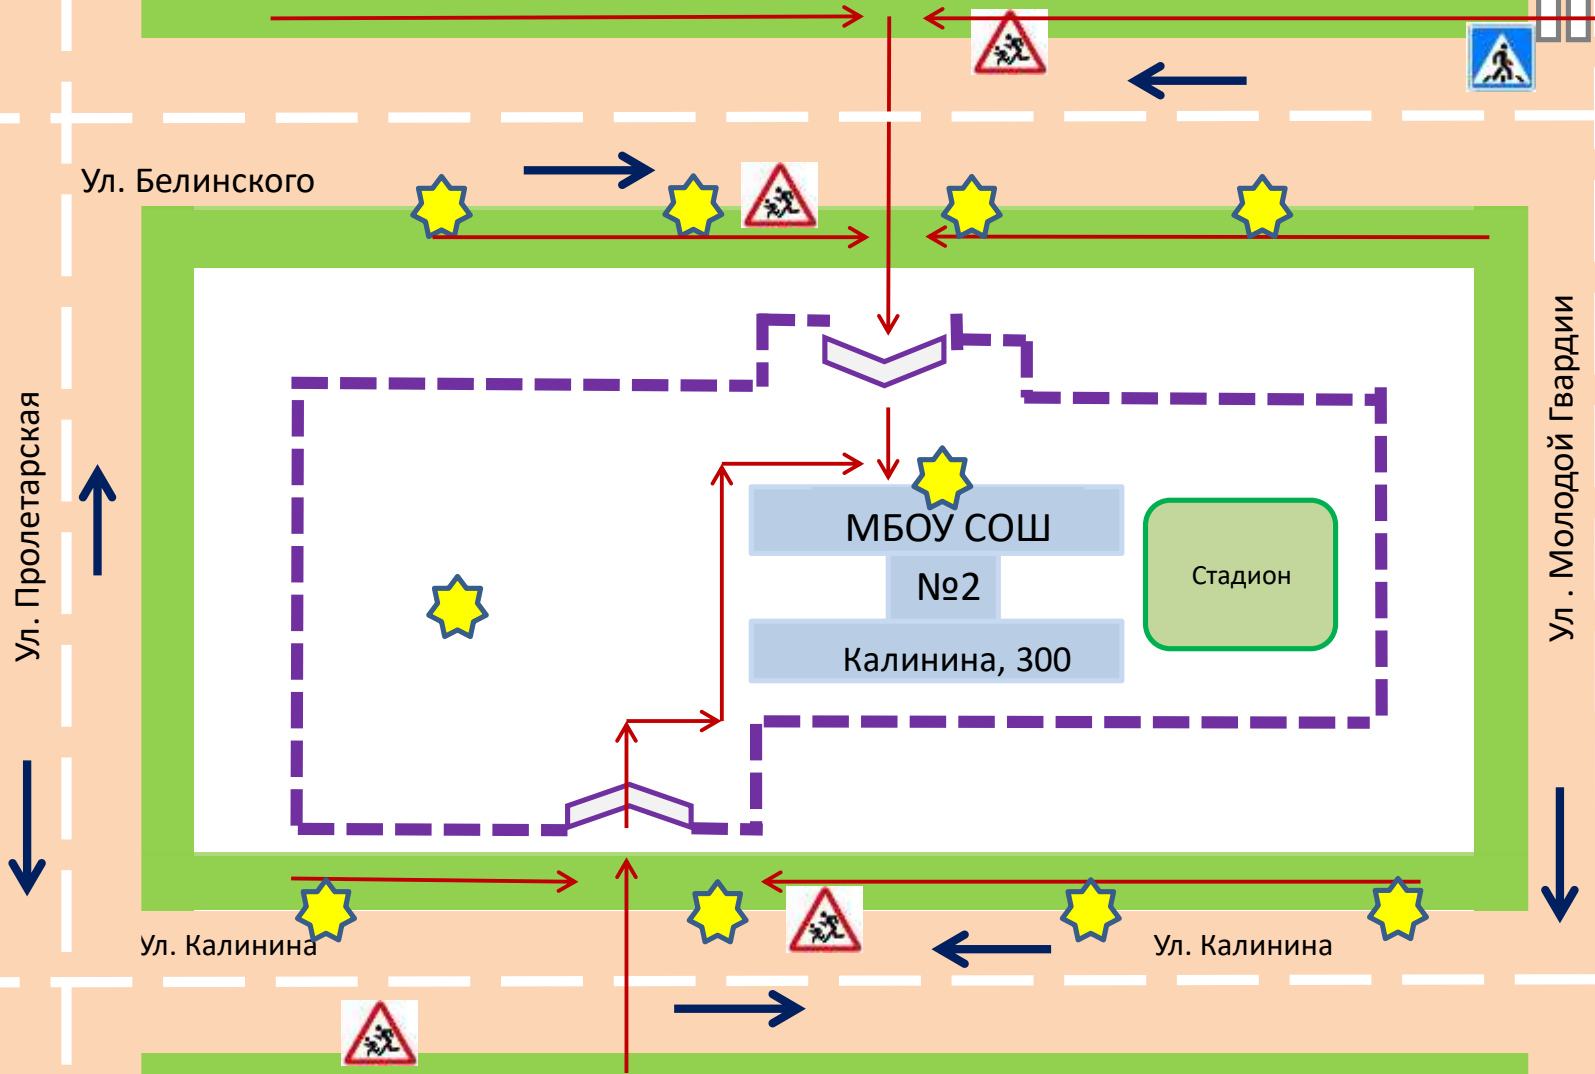 Ул. Белинского
Ул. Пролетарская
Ул . Молодой Гвардии
МБОУ СОШ
№2
Калинина, 300
Стадион
Ул. Калинина
Ул. Калинина